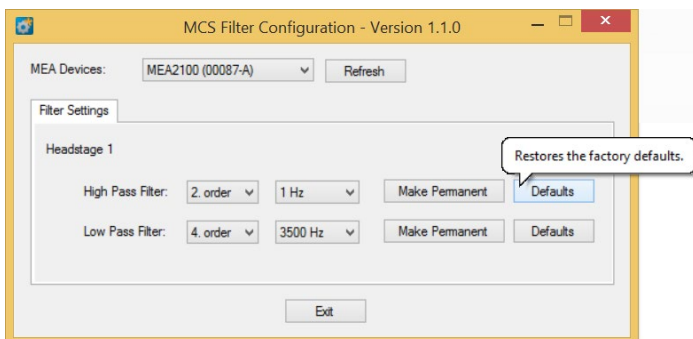 MCS Filter Configuration - Version 1.1.0
MEA Devices: MEA2100 (00087-A) Refresh
Filter Settings
Headstage 1
Restores the factory defaults.
High Pass Filter: 2. order 1 Hz Make Permanent Defaults
Low Pass Filter: 4. order 3500 Hz Make Permanent Defaults
Exit